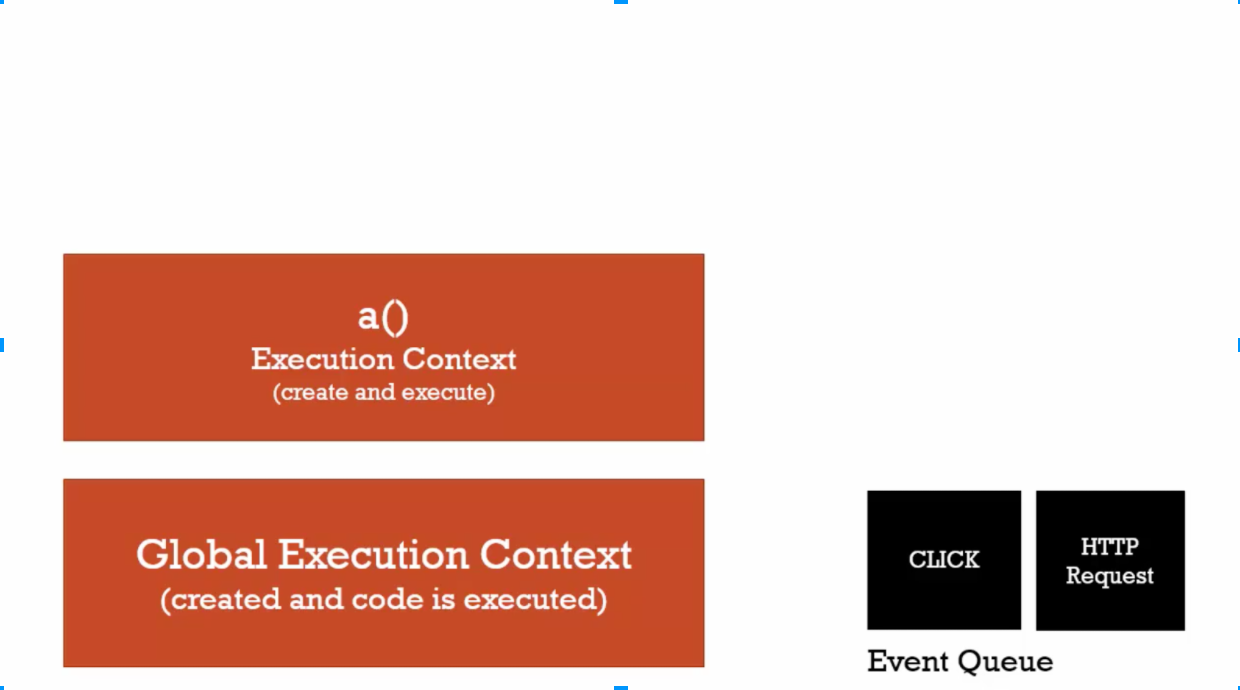 a()
Execution Context
(create and execute)
Global Execution Context
(created and code is executed)
CLICK
HTTP
Request
Event Queue